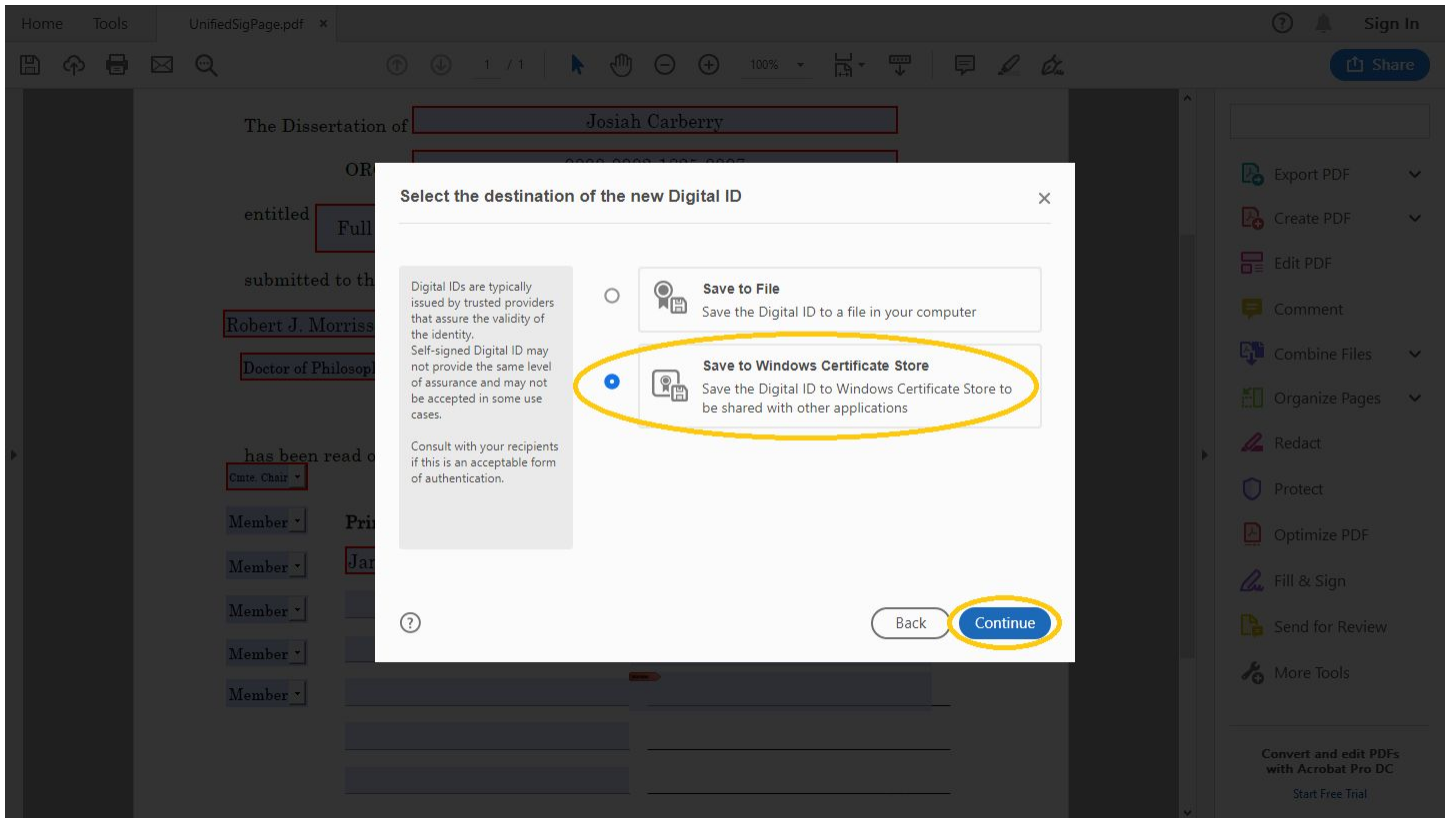 Home Tools UnifiedSigPage.pdf × Sign In
1 / 1 100% Share
The Dissertation of Josiah Carberry
entitled Full
submitted to th
Robert J. Morriss
Doctor of Philosop
has been read o
Cmte. Chair
Member Pri
Member Jar
Member
Member
Member
Select the destination of the new Digital ID
Digital IDs are typically
issued by trusted providers
that assure the validity of
the identity.
Self-signed Digital ID may
not provide the same level
of assurance and may not
be accepted in some use
cases.
Consult with your recipients
if this is an acceptable form
of authentication.
Save to File
Save the Digital ID to a file in your computer
Save to Windows Certificate Store
Save the Digital ID to Windows Certificate Store to
be shared with other applications
Back Continue
Export PDF
Create PDF
Edit PDF
Comment
Combine Files
Organize Pages
Redact
Protect
Optimize PDF
Fill & Sign
Send for Review
More Tools
Convert and edit PDFs
with Acrobat Pro DC
Start Free Trial